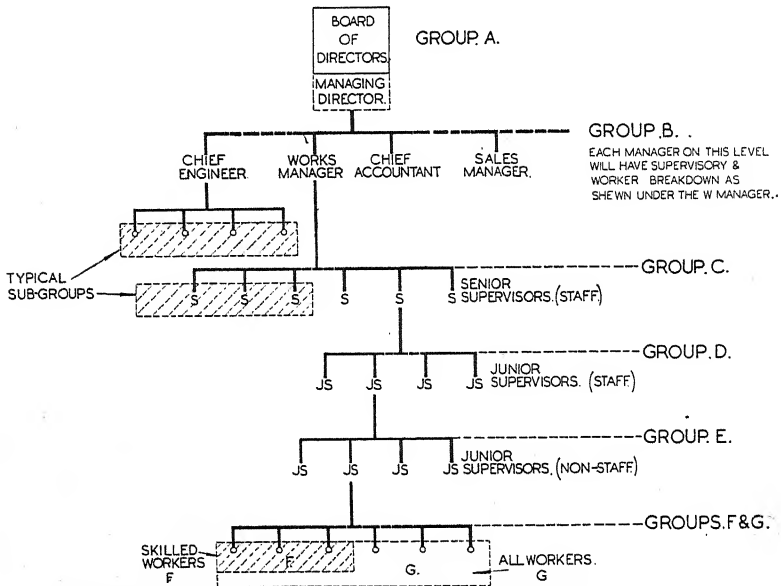 BOARD
OF
DIRECTORS.
GROUP. A.
MANAGING
DIRECTOR.
GROUP. B. .
EACH MANAGER ON THIS LEVEL
WILL HAVE SUPERVISORY &
WORKER BREAKDOWN AS
SHEWN UNDER THE W MANAGER. .
CHIEF
ENGINEER.
WORKS
MANAGER
CHIEF
ACCOUNTANT
SALES
MANAGER.
TYPICAL
SUB-GROUPS
GROUP. C.
S S S S S S
SENIOR
SUPERVISORS. (STAFF)
GROUP. D.
JS JS JS JS
JUNIOR
SUPERVISORS. (STAFF)
GROUP. E.
JS JS JS JS
JUNIOR
SUPERVISORS. (NON-STAFF)
GROUPS. F & G.
SKILLED
WORKERS
F
F.
G.
ALL WORKERS.
G